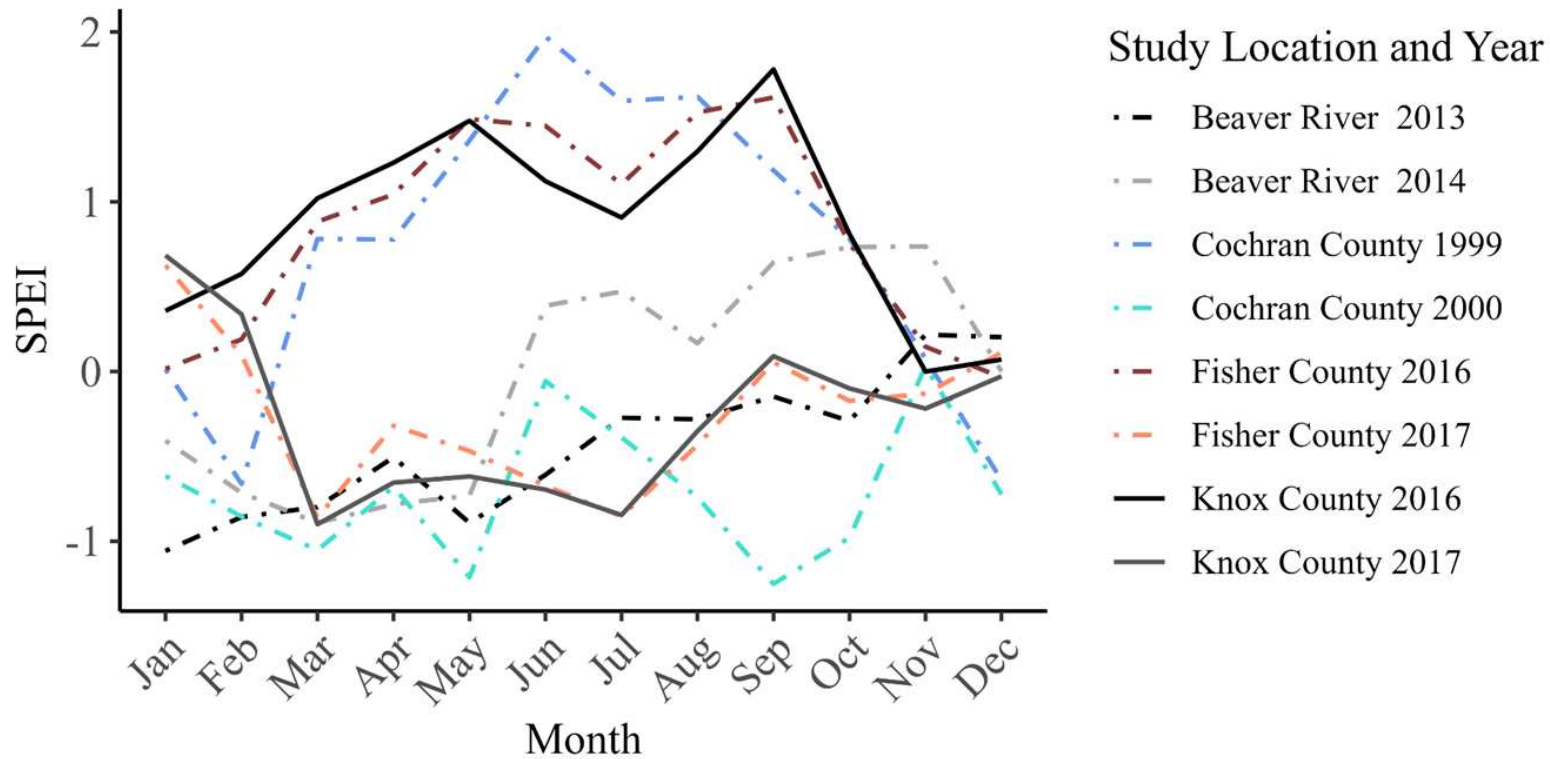 2
1
0
-1
SPEI
Jan Feb Mar Apr May Jun Jul Aug Sep Oct Nov Dec
Month
Study Location and Year
Beaver River  2013
Beaver River  2014
Cochran County 1999
Cochran County 2000
Fisher County 2016
Fisher County 2017
Knox County 2016
Knox County 2017